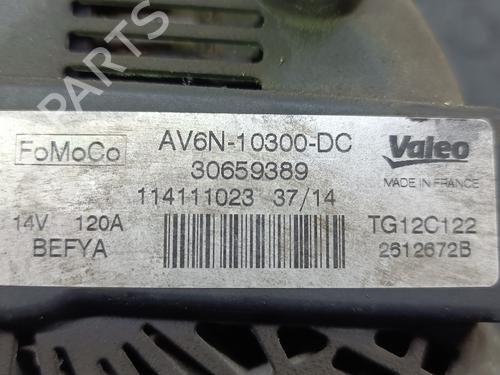 B-PARTS
FoMoCo
AV6N-10300-DC
30659389
114111023 37/14
14V 120A
BEFYA
Valeo
MADE IN FRANCE
TG12C122
2612672B